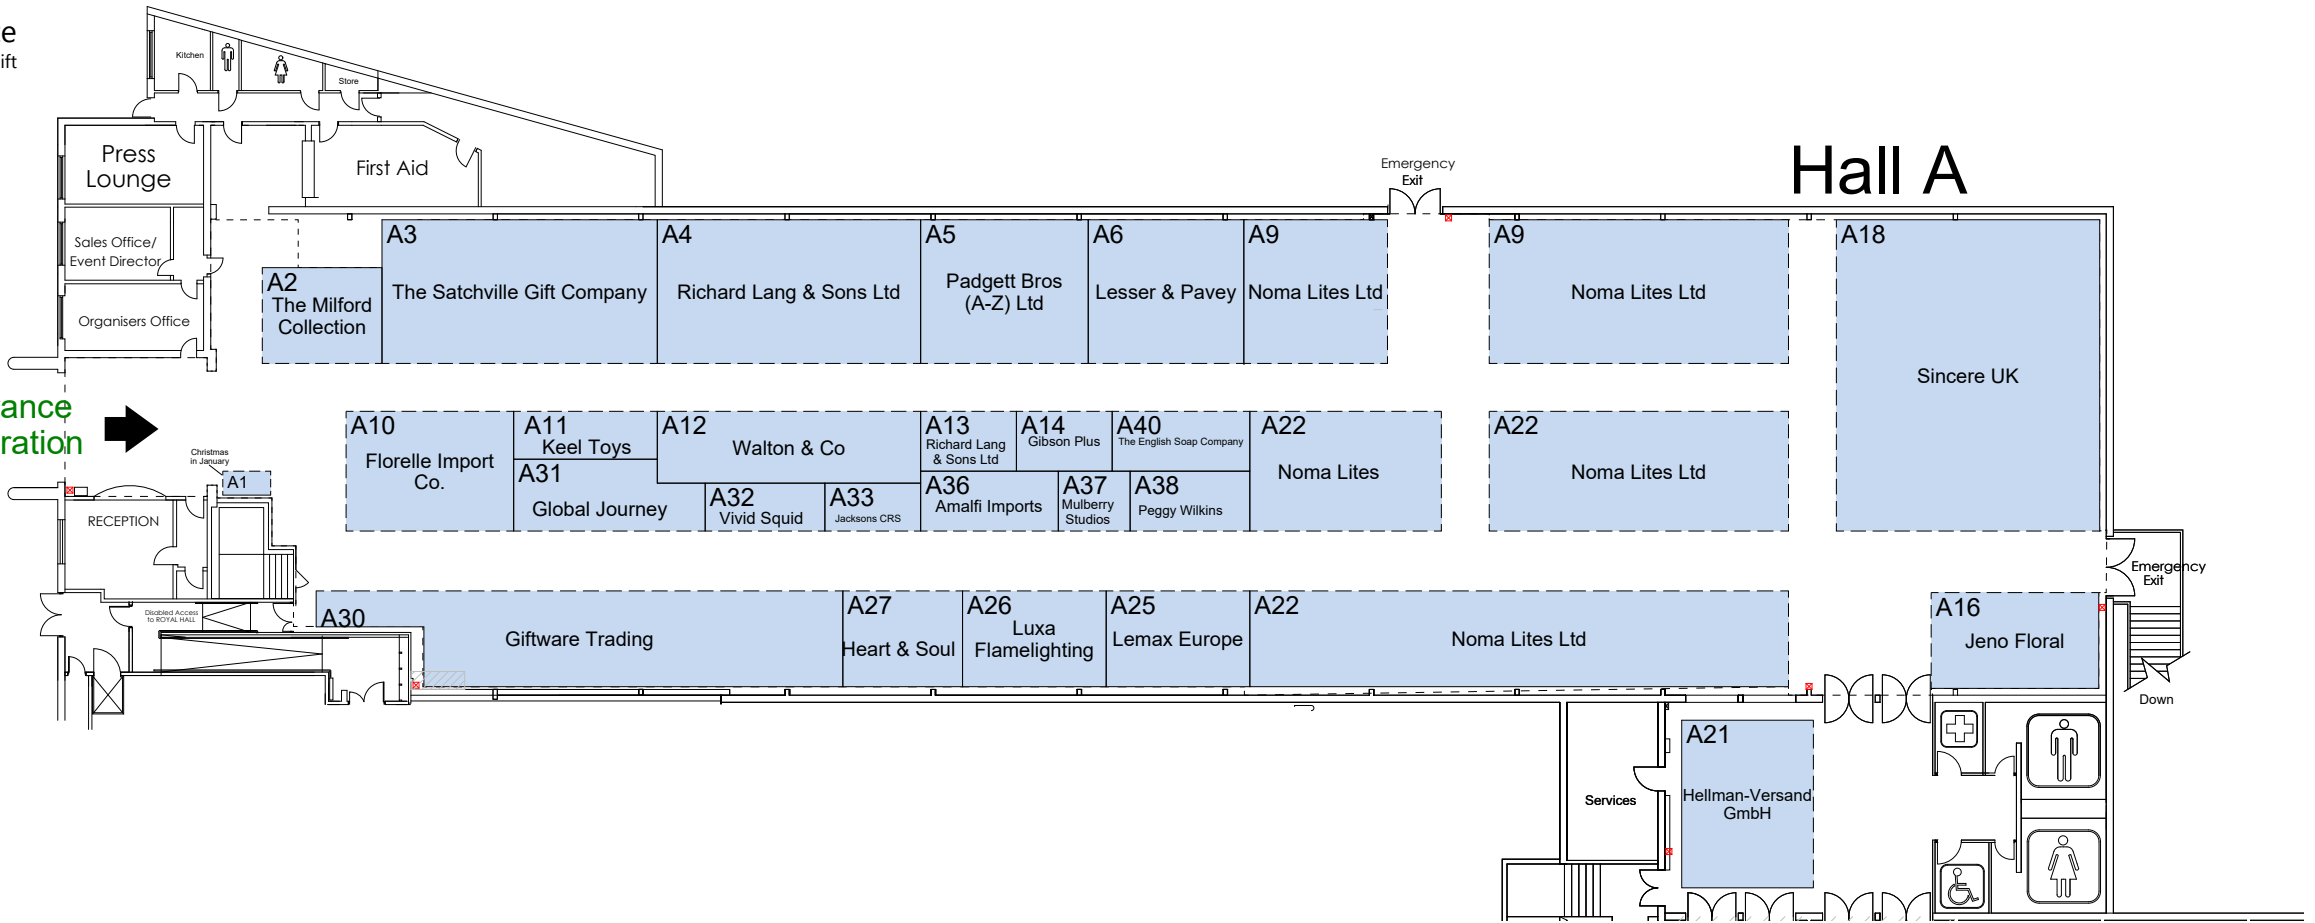 e
ift
Kitchen
Store
Press
Lounge
First Aid
Emergency
Exit
Hall A
Sales Office/
Event Director
Organisers Office
A2
The Milford
Collection
A3
The Satchville Gift Company
A4
Richard Lang & Sons Ltd
A5
Padgett Bros
(A-Z) Ltd
A6
Lesser & Pavey
A9
Noma Lites Ltd
A9
Noma Lites Ltd
A18
Sincere UK
ance
ration
Christmas
in January
A1
RECEPTION
A10
Florelle Import
Co.
A11
Keel Toys
A31
Global Journey
A12
Walton & Co
A32
Vivid Squid
A33
Jacksons CRS
A13
Richard Lang
& Sons Ltd
A14
Gibson Plus
A40
The English Soap Company
A36
Amalfi Imports
A37
Mulberry
Studios
A38
Peggy Wilkins
A22
Noma Lites
A22
Noma Lites Ltd
Emergency
Exit
Disabled Access
to ROYAL HALL
A30
Giftware Trading
A27
Heart & Soul
A26
Luxa
Flamelighting
A25
Lemax Europe
A22
Noma Lites Ltd
A16
Jeno Floral
Down
Services
A21
Hellman-Versand
GmbH